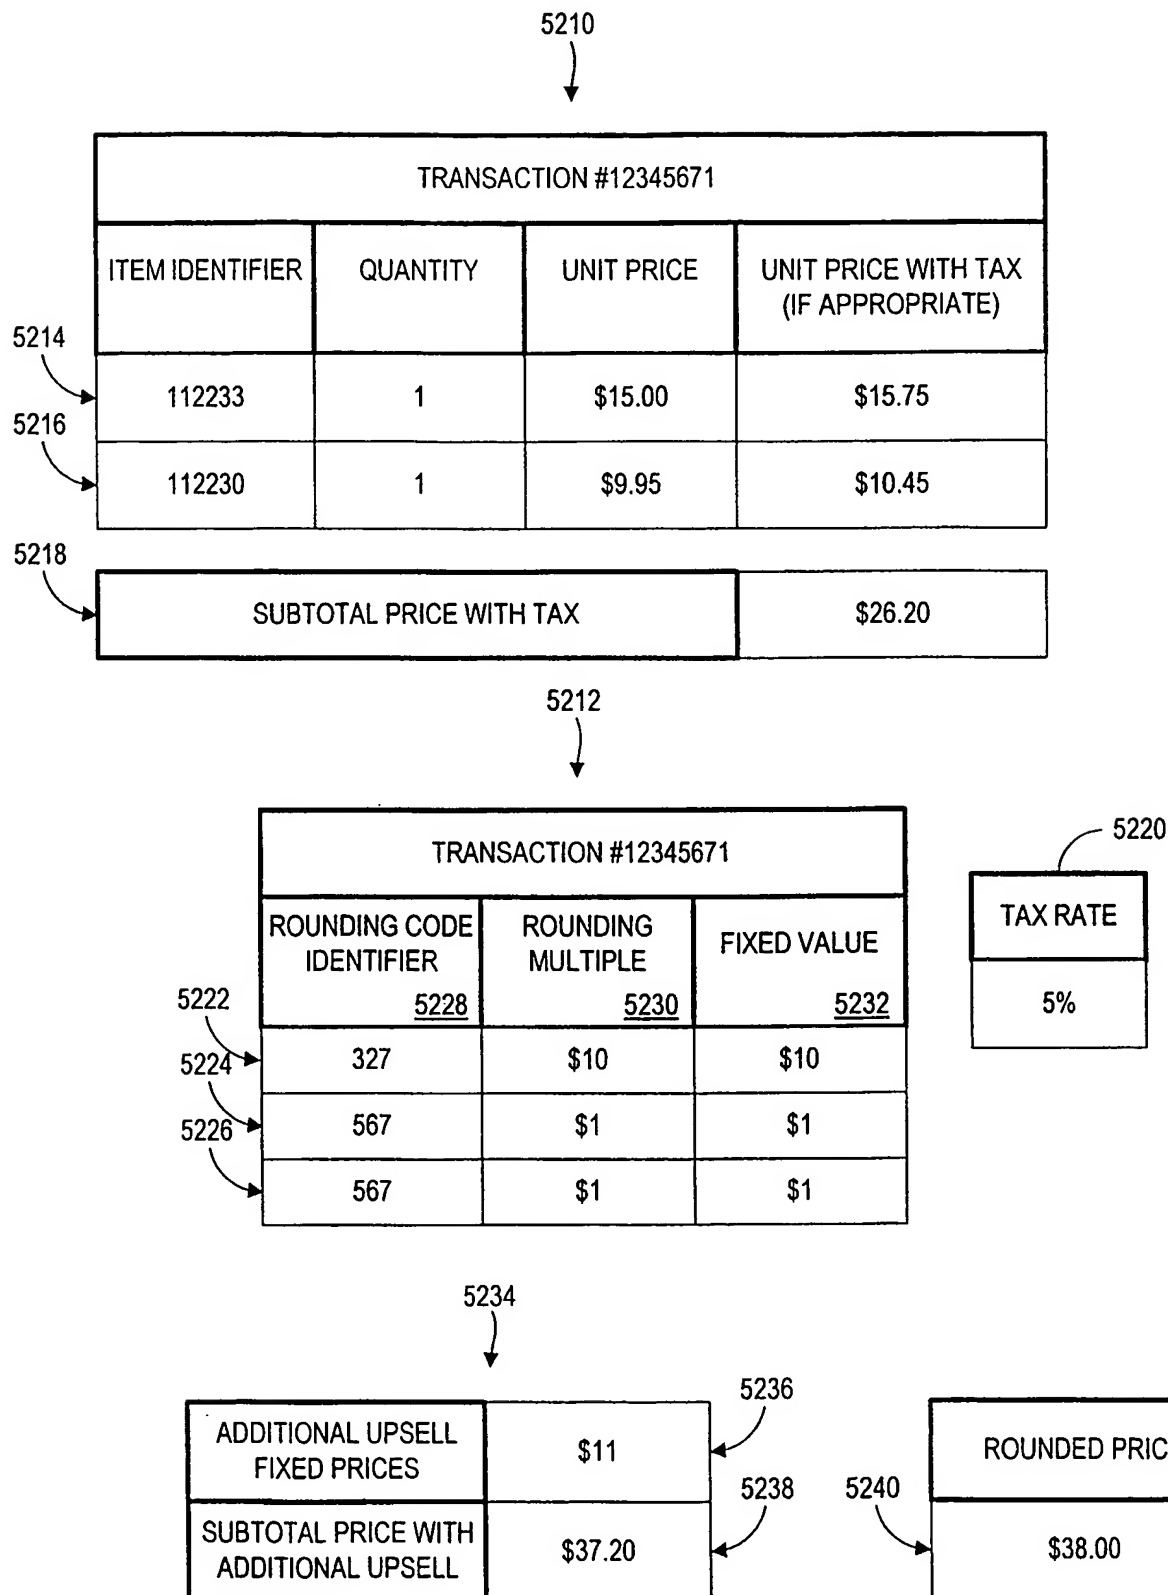 5210
TRANSACTION #12345671
ITEM IDENTIFIER
QUANTITY
UNIT PRICE
UNIT PRICE WITH TAX
(IF APPROPRIATE)
5214
112233
1
$15.00
$15.75
5216
112230
1
$9.95
$10.45
5218
SUBTOTAL PRICE WITH TAX
$26.20
5212
TRANSACTION #12345671
5220
ROUNDING CODE
IDENTIFIER
5228
ROUNDING
MULTIPLE
5230
FIXED VALUE
5232
TAX RATE
5%
5222
327
$10
$10
5224
567
$1
$1
5226
567
$1
$1
5234
ADDITIONAL UPSELL
FIXED PRICES
$11
5236
SUBTOTAL PRICE WITH
ADDITIONAL UPSELL
$37.20
5238
5240
ROUNDED PRIC
$38.00